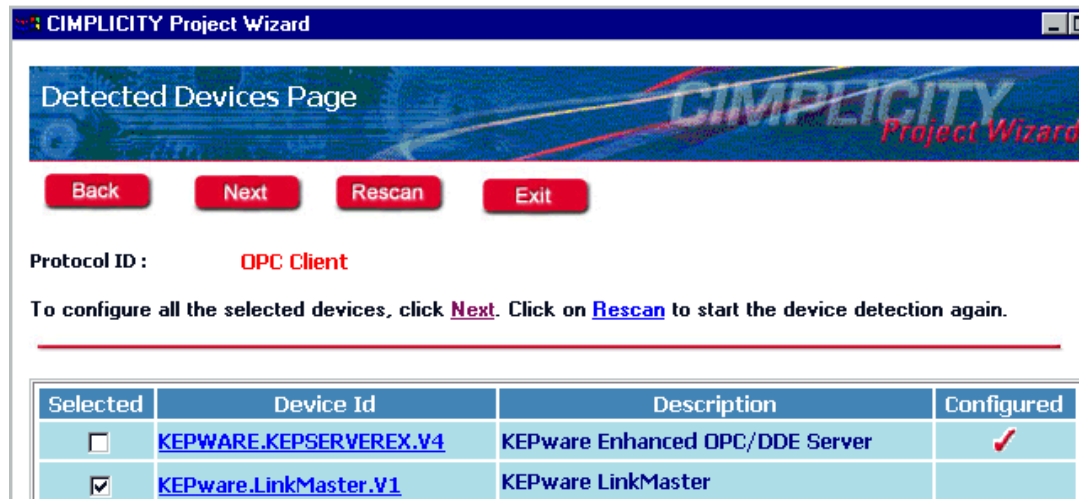 CIMPLICITY Project Wizard
Detected Devices Page
CIMPLICITY
Project Wizard
Back Next Rescan Exit
Protocol ID : OPC Client
To configure all the selected devices, click Next. Click on Rescan to start the device detection again.
Selected Device Id Description Configured
KEPWARE.KEPSERVEREX.V4 KEPware Enhanced OPC/DDE Server
KEPware.LinkMaster.V1 KEPware LinkMaster